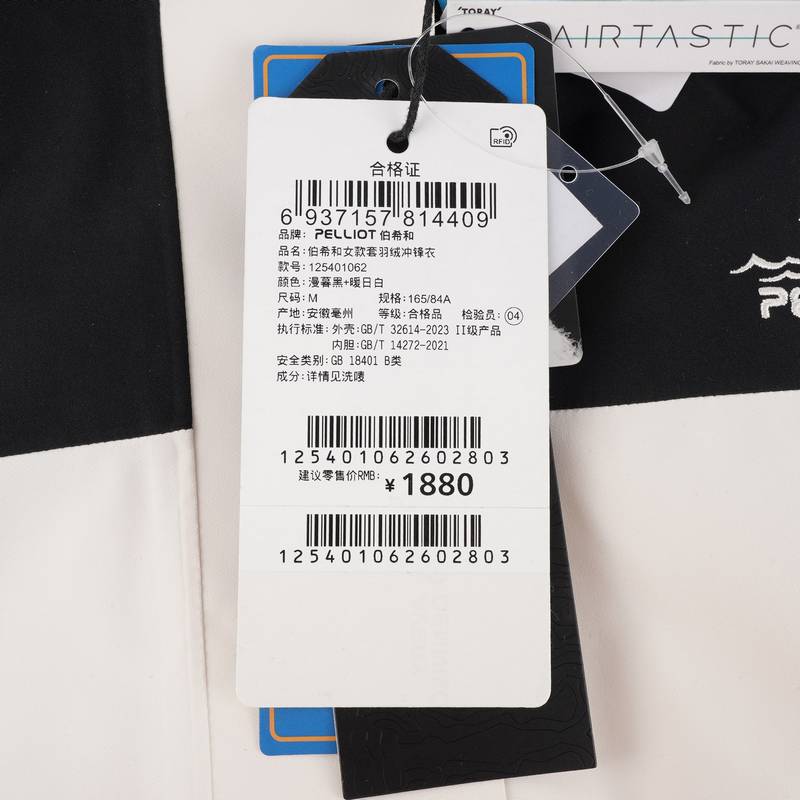 'TORAY'
AIRTASTIC
Fabric by TORAY SAKAI WEAVING
RFID
合格证
6 937157 814409
品牌: PELLIOT 伯希和
品名:伯希和女款套羽绒冲锋衣
款号:125401062
颜色:漫暮黑+暖日白
尺码:M 规格:165/84A
产地:安徽亳州 等级:合格品 检验员:04
执行标准:外壳:GB/T 32614-2023 II级产品
内胆:GB/T 14272-2021
安全类别:GB 18401 B类
成分:详情见洗唛
125401062602803
建议零售价RMB: ¥1880
125401062602803